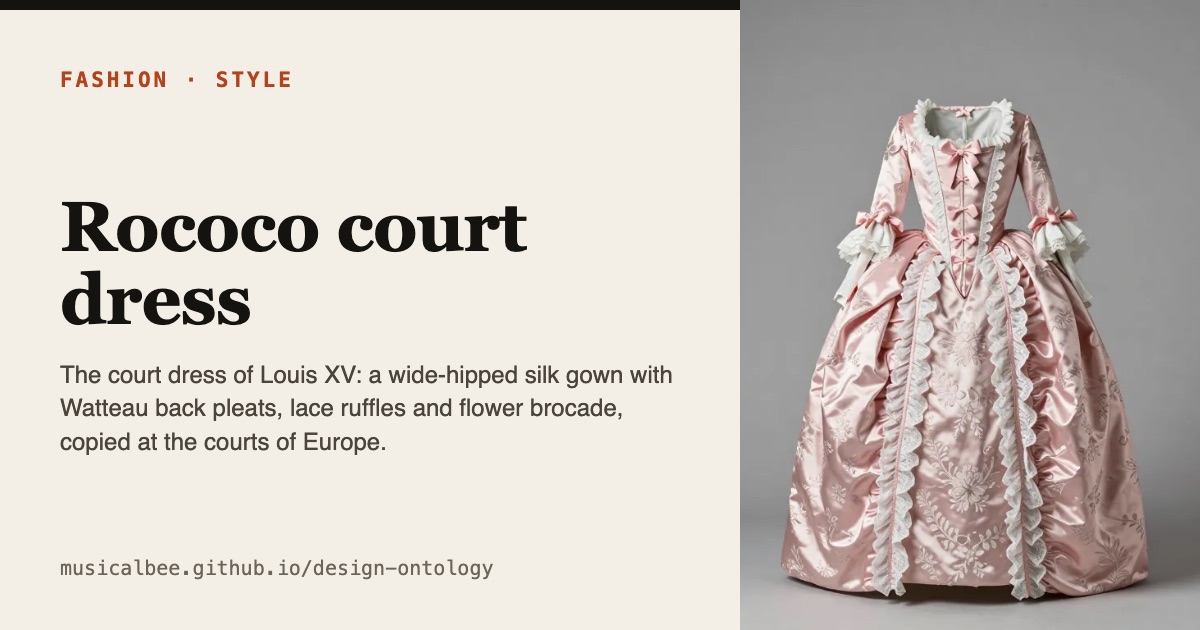 FASHION · STYLE
Rococo court
dress
The court dress of Louis XV: a wide-hipped silk gown with
Watteau back pleats, lace ruffles and flower brocade,
copied at the courts of Europe.
musicalbee.github.io/design-ontology